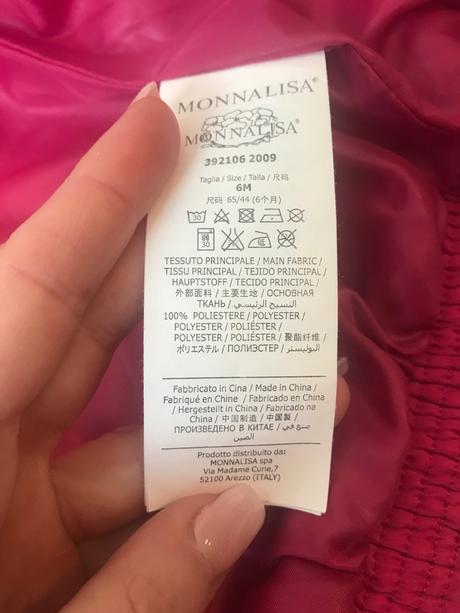 MONNALISA®
MONNALISA®
392106 2009
Taglia / Size / Talla / 尺码
6M
尺码 65/44 (6个月)
30
30
TESSUTO PRINCIPALE / MAIN FABRIC /
TISSU PRINCIPAL / TEJIDO PRINCIPAL /
HAUPTSTOFF / TECIDO PRINCIPAL /
外部面料 / 主要生地 / ОСНОВНАЯ
ТКАНЬ / النسيج الرئيسي
100% POLIESTERE / POLYESTER /
POLYESTER / POLIÉSTER /
POLYESTER / POLIÉSTER / 聚酯纤维 /
ポリエステル / ПОЛИЭСТЕР / البوليستر
Fabbricato in Cina / Made in China /
Fabriqué en Chine / Fabricado en China
/ Hergestellt in China / Fabricado na
China / 中国制造 / 中国製 /
ПРОИЗВЕДЕНО В КИТАЕ / صنع في
الصين
Prodotto distribuito da:
MONNALISA spa
Via Madame Curie,7
52100 Arezzo (ITALY)